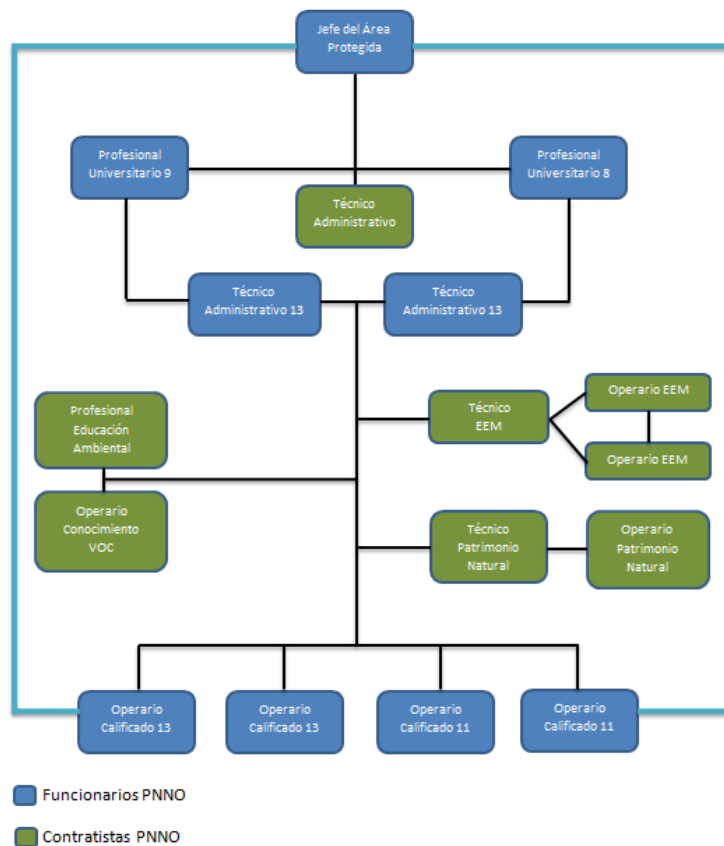 Jefe del Área
Protegida
Profesional
Universitario 9
Profesional
Universitario 8
Técnico
Administrativo
Técnico
Administrativo 13
Técnico
Administrativo 13
Profesional
Educación
Ambiental
Técnico
EEM
Operario EEM
Operario EEM
Operario
Conocimiento
VOC
Técnico
Patrimonio
Natural
Operario
Patrimonio
Natural
Operario
Calificado 13
Operario
Calificado 13
Operario
Calificado 11
Operario
Calificado 11
Funcionarios PNNO
Contratistas PNNO